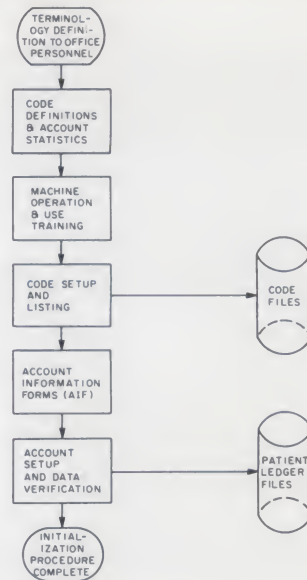 TERMINOL-
OGY DEFINI-
TION TO OFFICE
PERSONNEL
CODE
DEFINITIONS
& ACCOUNT
STATISTICS
MACHINE
OPERATION
& USE
TRAINING
CODE SETUP
AND
LISTING
CODE
FILES
ACCOUNT
INFORMATION
FORMS (AIF)
ACCOUNT
SETUP
AND DATA
VERIFICATION
PATIENT
LEDGER
FILES
INITIAL-
IZATION
PROCEDURE
COMPLETE